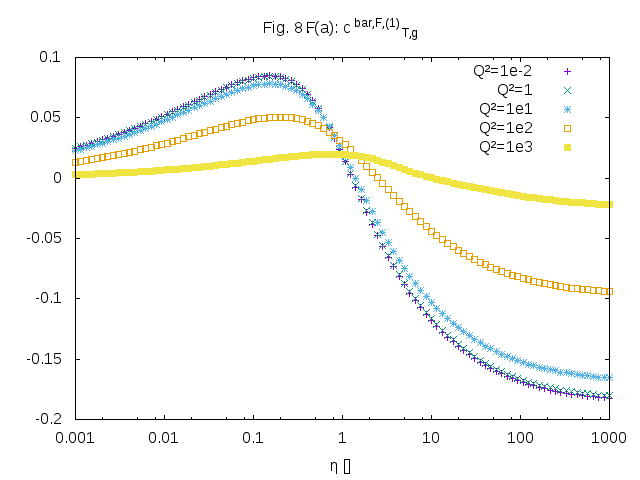 Fig. 8 F(a): c bar,F,(1) T,g
0.1
0.05
0
-0.05
-0.1
-0.15
-0.2
0.001
0.01
0.1
1
10
100
1000
η []
Q²=1e-2
Q²=1
Q²=1e1
Q²=1e2
Q²=1e3